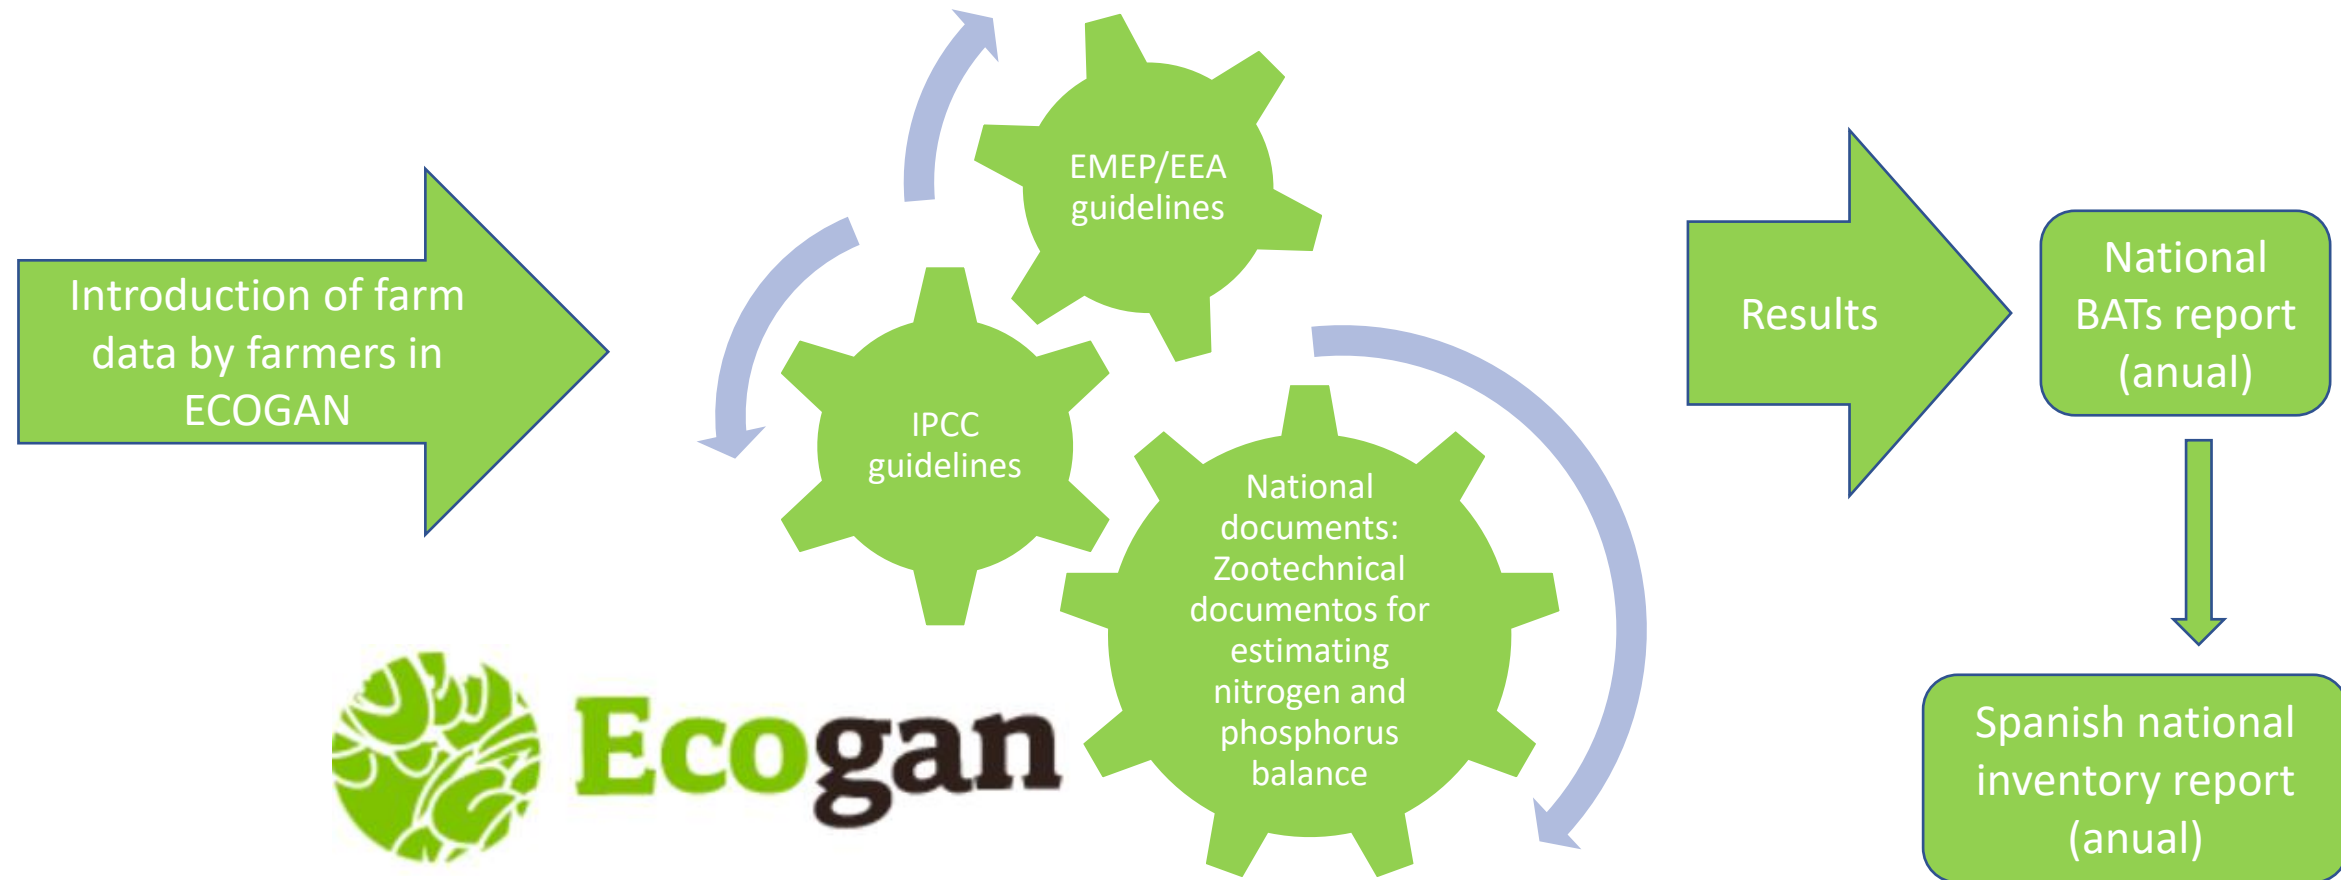 Introduction of farm
data by farmers in
ECOGAN
EMEP/EEA
guidelines
IPCC
guidelines
National
documents:
Zootechnical
documentos for
estimating
nitrogen and
phosphorus
balance
Ecogan
Results
National
BATs report
(anual)
Spanish national
inventory report
(anual)